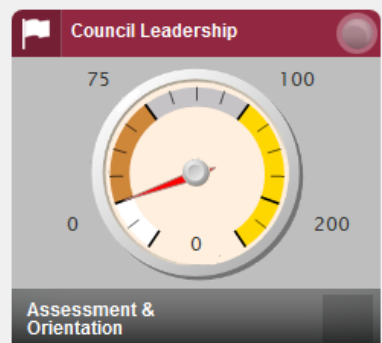 Council Leadership
75 100
0 200
0
Assessment &
Orientation